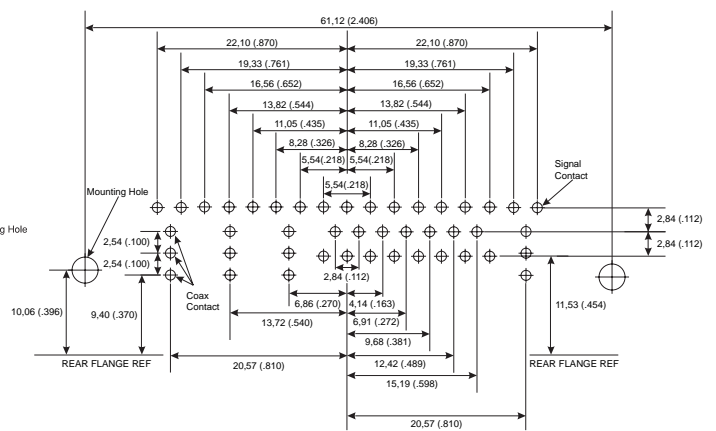 61,12 (2.406)
22,10 (.870) 22,10 (.870)
19,33 (.761) 19,33 (.761)
16,56 (.652) 16,56 (.652)
13,82 (.544) 13,82 (.544)
11,05 (.435) 11,05 (.435)
8,28 (.326) 8,28 (.326)
5,54(.218) 5,54(.218)
5,54(.218)
Signal
Contact
Mounting Hole
g Hole
2,84 (.112)
2,84 (.112)
2,54 (.100)
2,54 (.100)
2,84 (.112)
Coax
Contact
6,86 (.270) 4,14 (.163)
10,06 (.396) 9,40 (.370) 11,53 (.454)
13,72 (.540) 6,91 (.272)
9,68 (.381)
REAR FLANGE REF REAR FLANGE REF
20,57 (.810) 12,42 (.489)
15,19 (.598)
20,57 (.810)